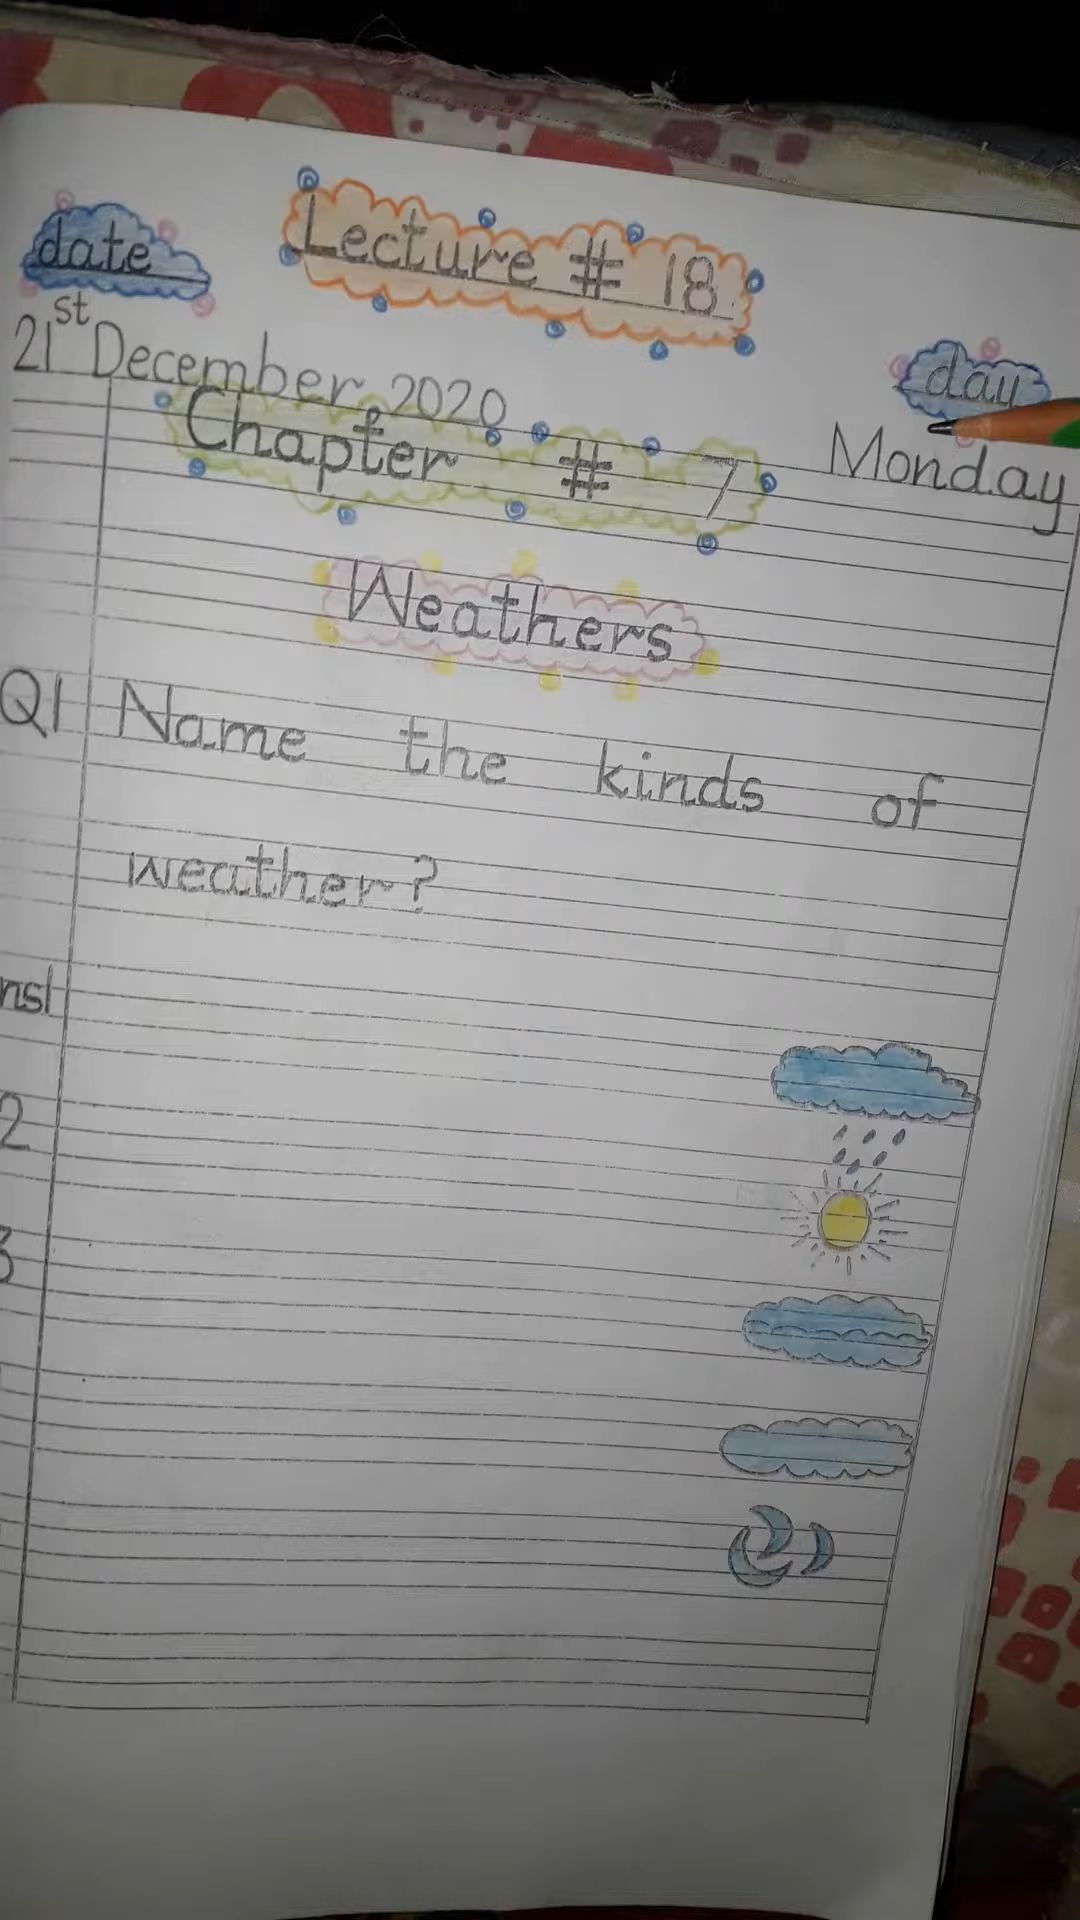 date
Lecture # 18
21st December, 2020
day
Chapter # 7
Monday
Weathers
Q1 Name the kinds of
weather?
ns1
2
3